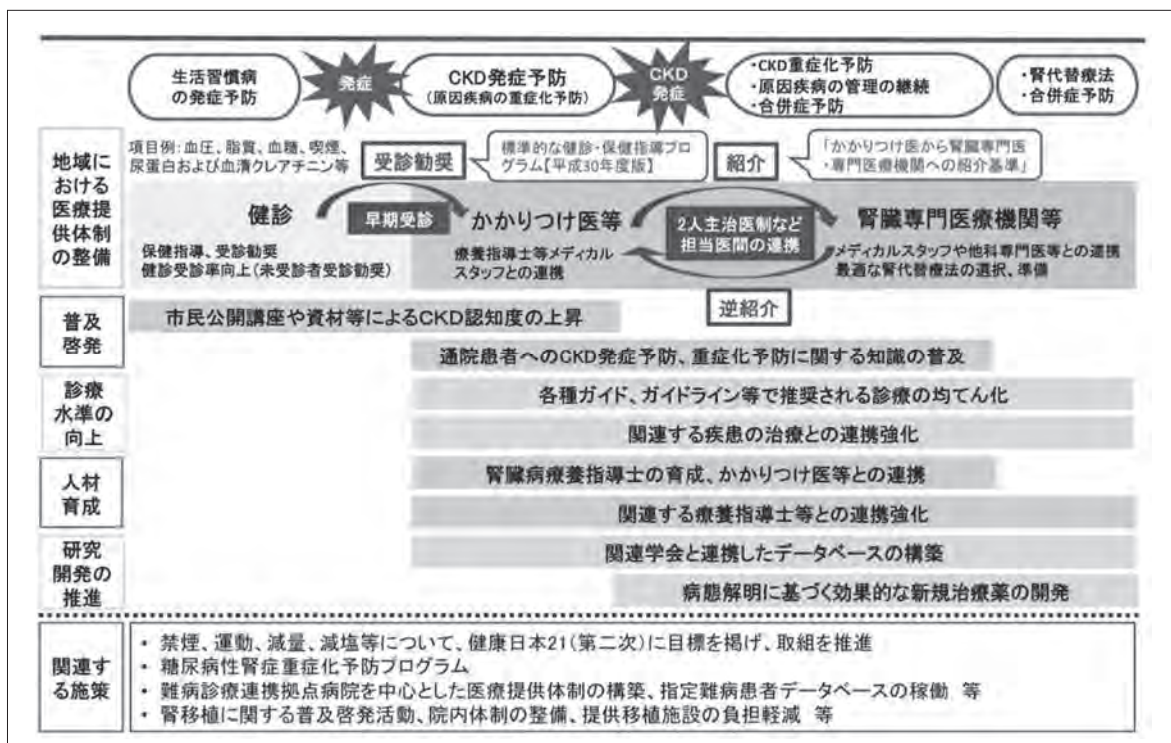 生活習慣病
の発症予防
発症
CKD発症予防
(原因疾病の重症化予防)
CKD
発症
・CKD重症化予防
・原因疾病の管理の継続
・合併症予防
・腎代替療法
・合併症予防
地域に
おける
医療提
供体制
の整備
項目例:血圧、脂質、血糖、喫煙、
尿蛋白および血清クレアチニン等
受診勧奨
標準的な健診・保健指導プロ
グラム【平成30年度版】
紹介
「かかりつけ医から腎臓専門医
・専門医療機関への紹介基準」
健診
早期受診
かかりつけ医等
2人主治医制など
担当医間の連携
腎臓専門医療機関等
保健指導、受診勧奨
健診受診率向上(未受診者受診勧奨)
療養指導士等メディカル
スタッフとの連携
メディカルスタッフや他科専門医等との連携
最適な腎代替療法の選択、準備
逆紹介
普及
啓発
市民公開講座や資材等によるCKD認知度の上昇
通院患者へのCKD発症予防、重症化予防に関する知識の普及
診療
水準の
向上
各種ガイド、ガイドライン等で推奨される診療の均てん化
関連する疾患の治療との連携強化
人材
育成
腎臓病療養指導士の育成、かかりつけ医等との連携
関連する療養指導士等との連携強化
研究
開発の
推進
関連学会と連携したデータベースの構築
病態解明に基づく効果的な新規治療薬の開発
関連す
る施策
・ 禁煙、運動、減量、減塩等について、健康日本21(第二次)に目標を掲げ、取組を推進
・ 糖尿病性腎症重症化予防プログラム
・ 難病診療連携拠点病院を中心とした医療提供体制の構築、指定難病患者データベースの稼働 等
・ 腎移植に関する普及啓発活動、院内体制の整備、提供移植施設の負担軽減 等